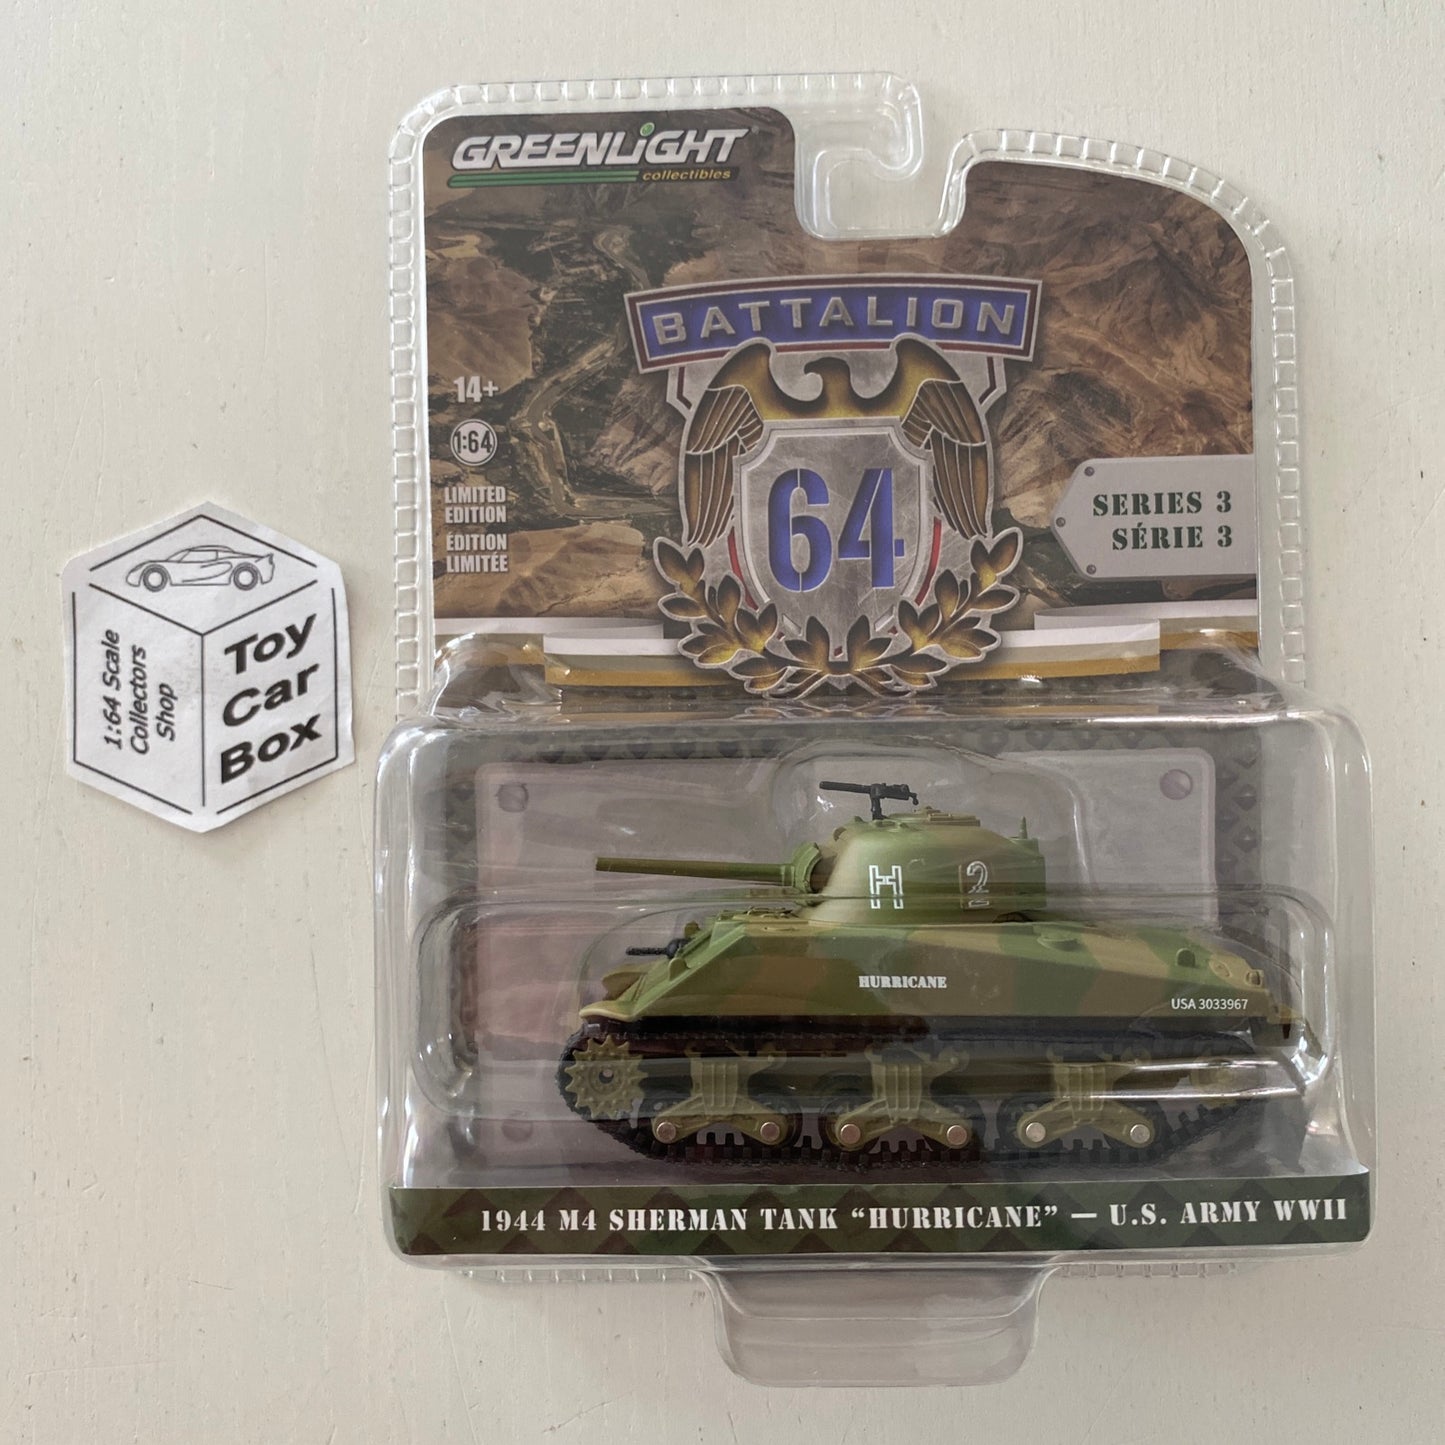 GREENLiGHT
collectibles
BATTALION
64
14+
1:64
LIMITED
EDITION
ÉDITION
LIMITÉE
SERIES 3
SÉRIE 3
1:64 Scale
Collectors
Shop
Toy
Car
Box
H 2
HURRICANE
USA 3033967
1944 M4 SHERMAN TANK “HURRICANE” — U.S. ARMY WWII